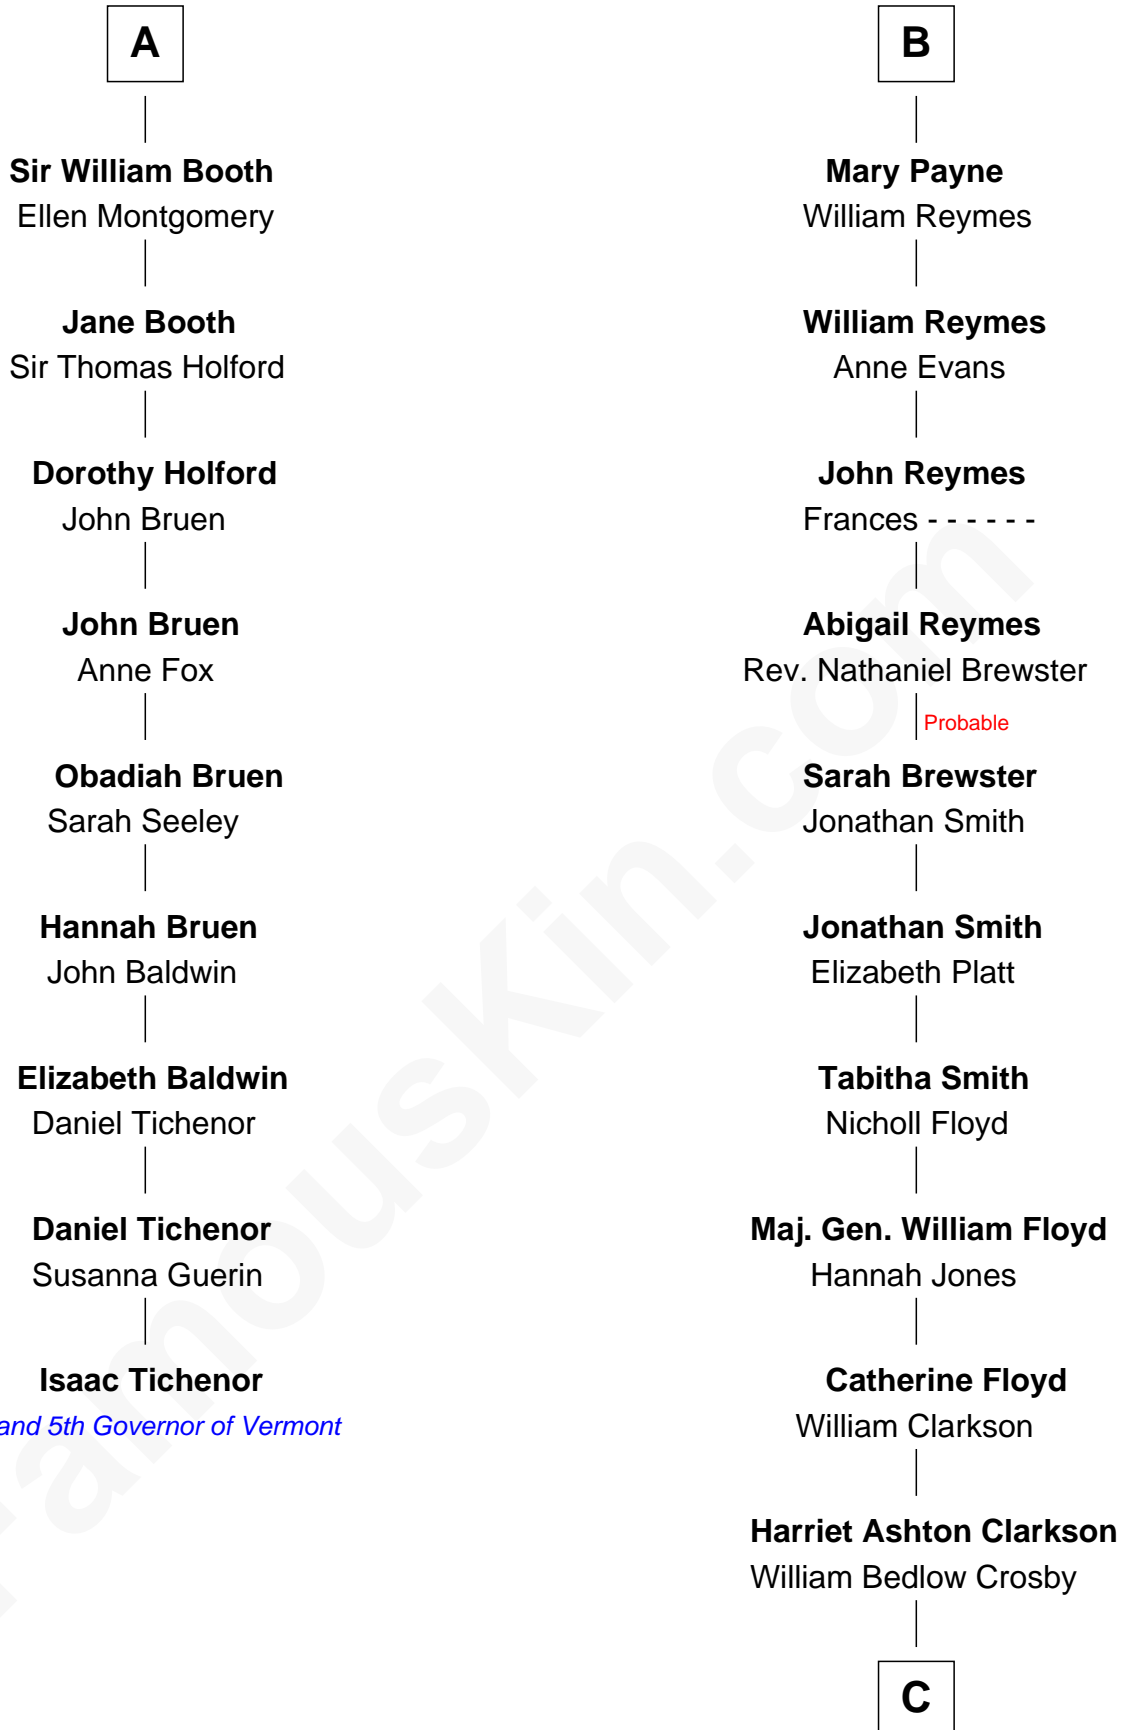 A
Sir William Booth
Ellen Montgomery
Jane Booth
Sir Thomas Holford
Dorothy Holford
John Bruen
John Bruen
Anne Fox
Obadiah Bruen
Sarah Seeley
Hannah Bruen
John Baldwin
Elizabeth Baldwin
Daniel Tichenor
Daniel Tichenor
Susanna Guerin
Isaac Tichenor
and 5th Governor of Vermont
B
Mary Payne
William Reymes
William Reymes
Anne Evans
John Reymes
Frances - - - - - -
Abigail Reymes
Rev. Nathaniel Brewster
Probable
Sarah Brewster
Jonathan Smith
Jonathan Smith
Elizabeth Platt
Tabitha Smith
Nicholl Floyd
Maj. Gen. William Floyd
Hannah Jones
Catherine Floyd
William Clarkson
Harriet Ashton Clarkson
William Bedlow Crosby
C
FamousKin.com